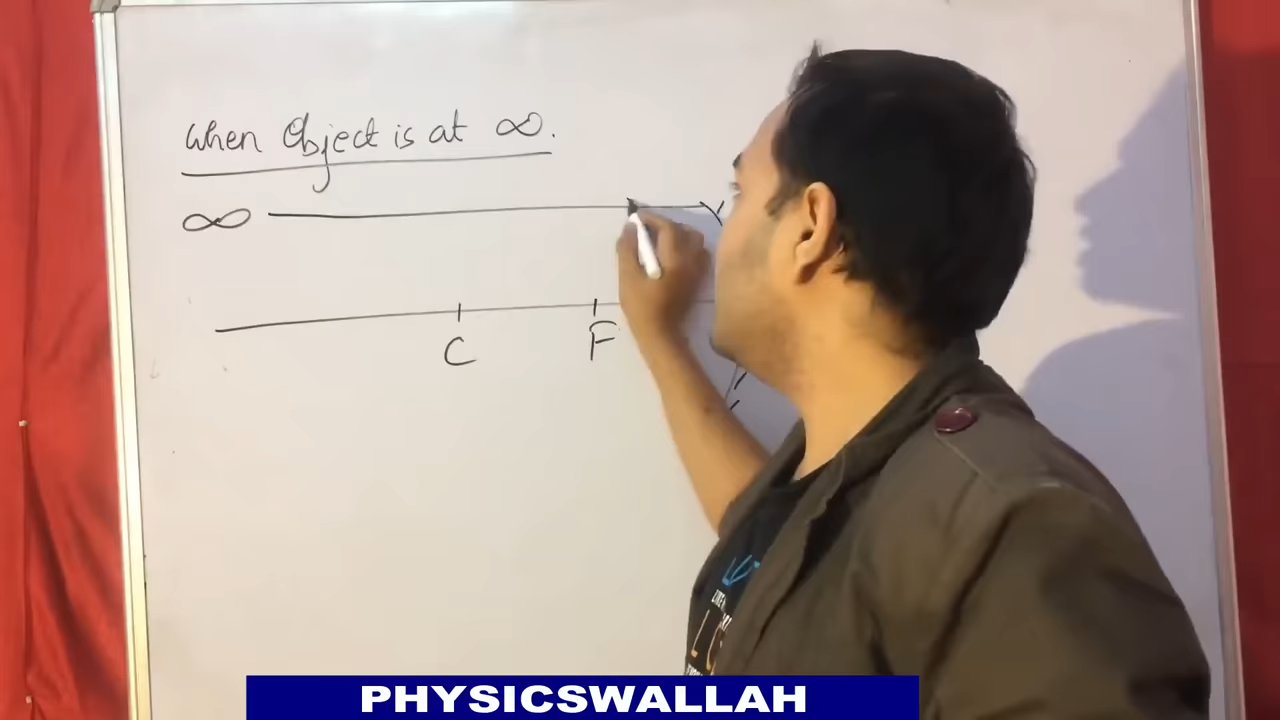 When Object is at ∞.
∞
C F
PHYSICSWALLAH